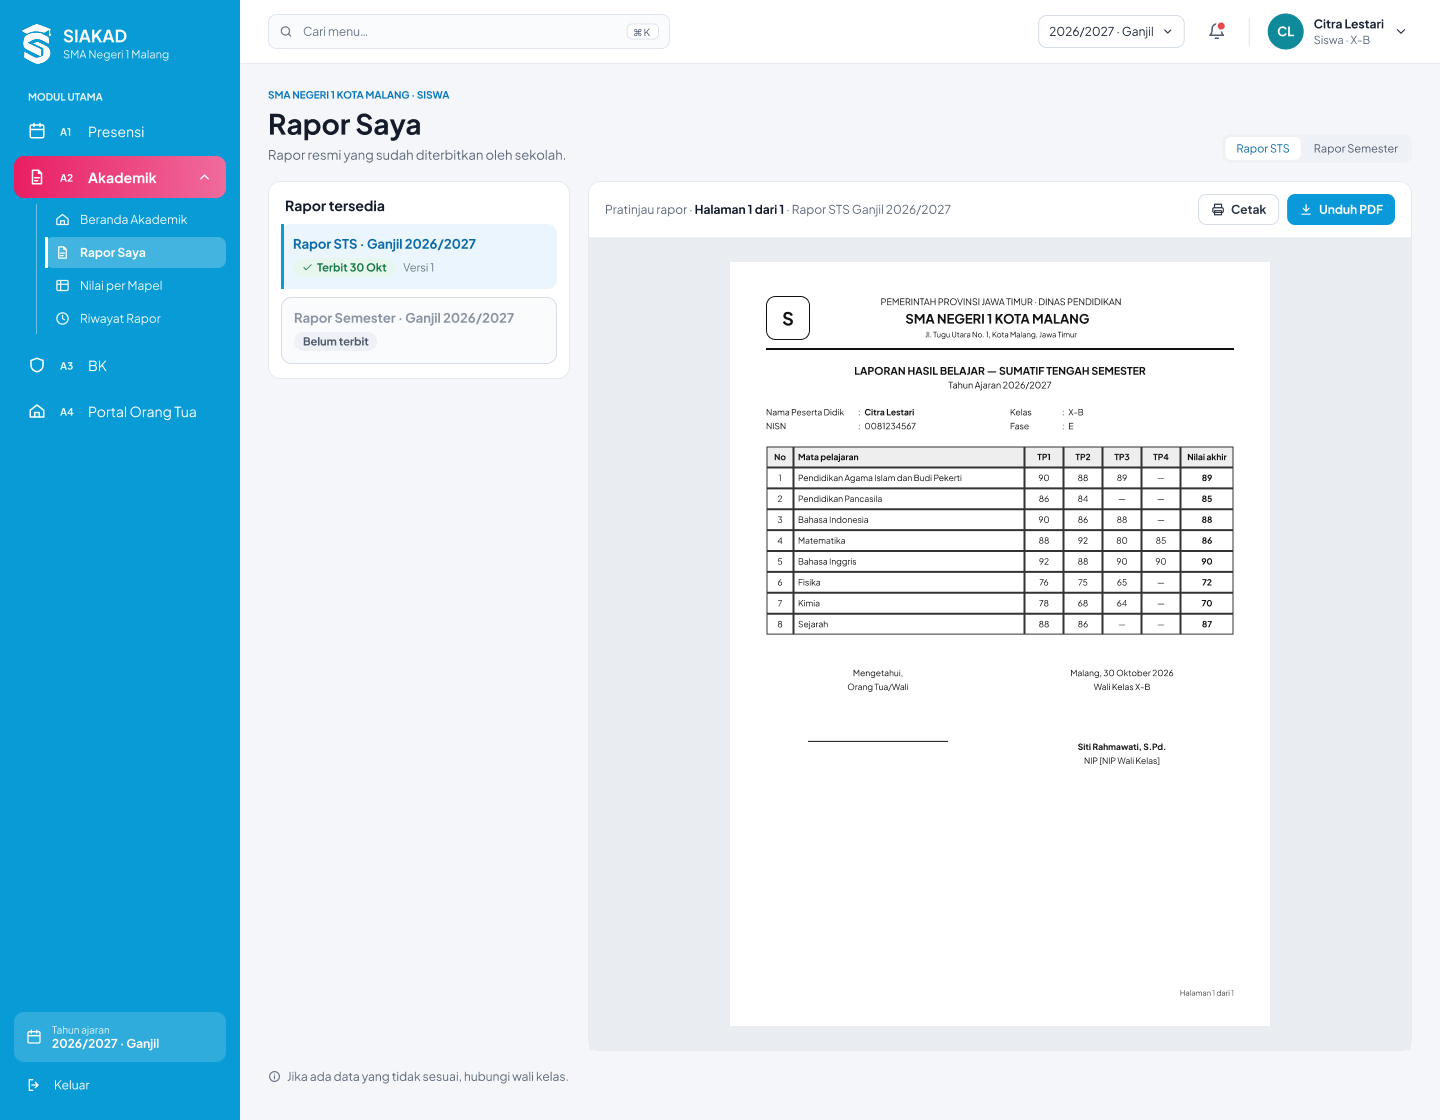 SIAKAD
SMA Negeri 1 Malang
MODUL UTAMA
A1 Presensi
A2 Akademik
Beranda Akademik
Rapor Saya
Nilai per Mapel
Riwayat Rapor
A3 BK
A4 Portal Orang Tua
Tahun ajaran
2026/2027 · Ganjil
Keluar
Cari menu...
⌘K
2026/2027 · Ganjil
CL
Citra Lestari
Siswa · X-B
SMA NEGERI 1 KOTA MALANG · SISWA
Rapor Saya
Rapor resmi yang sudah diterbitkan oleh sekolah.
Rapor STS Rapor Semester
Rapor tersedia
Rapor STS · Ganjil 2026/2027
Terbit 30 Okt Versi 1
Rapor Semester · Ganjil 2026/2027
Belum terbit
Pratinjau rapor · Halaman 1 dari 1 · Rapor STS Ganjil 2026/2027
Cetak
Unduh PDF
S
PEMERINTAH PROVINSI JAWA TIMUR · DINAS PENDIDIKAN
SMA NEGERI 1 KOTA MALANG
Jl. Tugu Utara No. 1, Kota Malang, Jawa Timur
LAPORAN HASIL BELAJAR — SUMATIF TENGAH SEMESTER
Tahun Ajaran 2026/2027
Nama Peserta Didik : Citra Lestari Kelas : X-B
NISN : 0081234567 Fase : E
No Mata pelajaran TP1 TP2 TP3 TP4 Nilai akhir
1 Pendidikan Agama Islam dan Budi Pekerti 90 88 89 — 89
2 Pendidikan Pancasila 86 84 — — 85
3 Bahasa Indonesia 90 86 88 — 88
4 Matematika 88 92 80 85 86
5 Bahasa Inggris 92 88 90 90 90
6 Fisika 76 75 65 — 72
7 Kimia 78 68 64 — 70
8 Sejarah 88 86 — — 87
Mengetahui,
Orang Tua/Wali
Malang, 30 Oktober 2026
Wali Kelas X-B
Siti Rahmawati, S.Pd.
NIP [NIP Wali Kelas]
Halaman 1 dari 1
Jika ada data yang tidak sesuai, hubungi wali kelas.